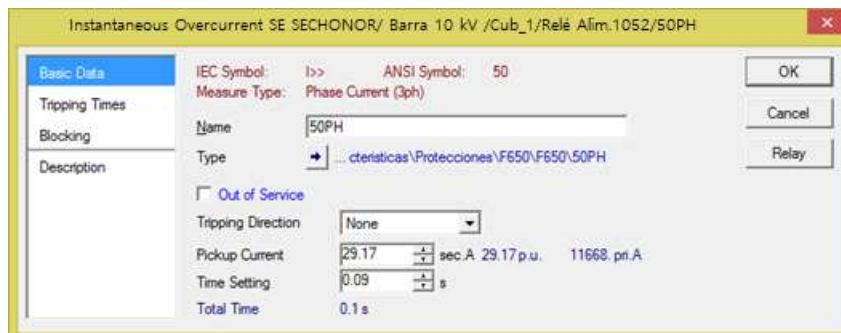 Instantaneous Overcurrent SE SECHONOR/ Barra 10 kV /Cub_1/Relé Alim.1052/50PH
Basic Data
Tripping Times
Blocking
Description
IEC Symbol: I>> ANSI Symbol: 50
Measure Type: Phase Current (3ph)
Name 50PH
Type ... cteristicas\Protecciones\F650\F650\50PH
Out of Service
Tripping Direction None
Pickup Current 29.17 sec.A 29.17 p.u. 11668. pri.A
Time Setting 0.09 s
Total Time 0.1 s
OK
Cancel
Relay